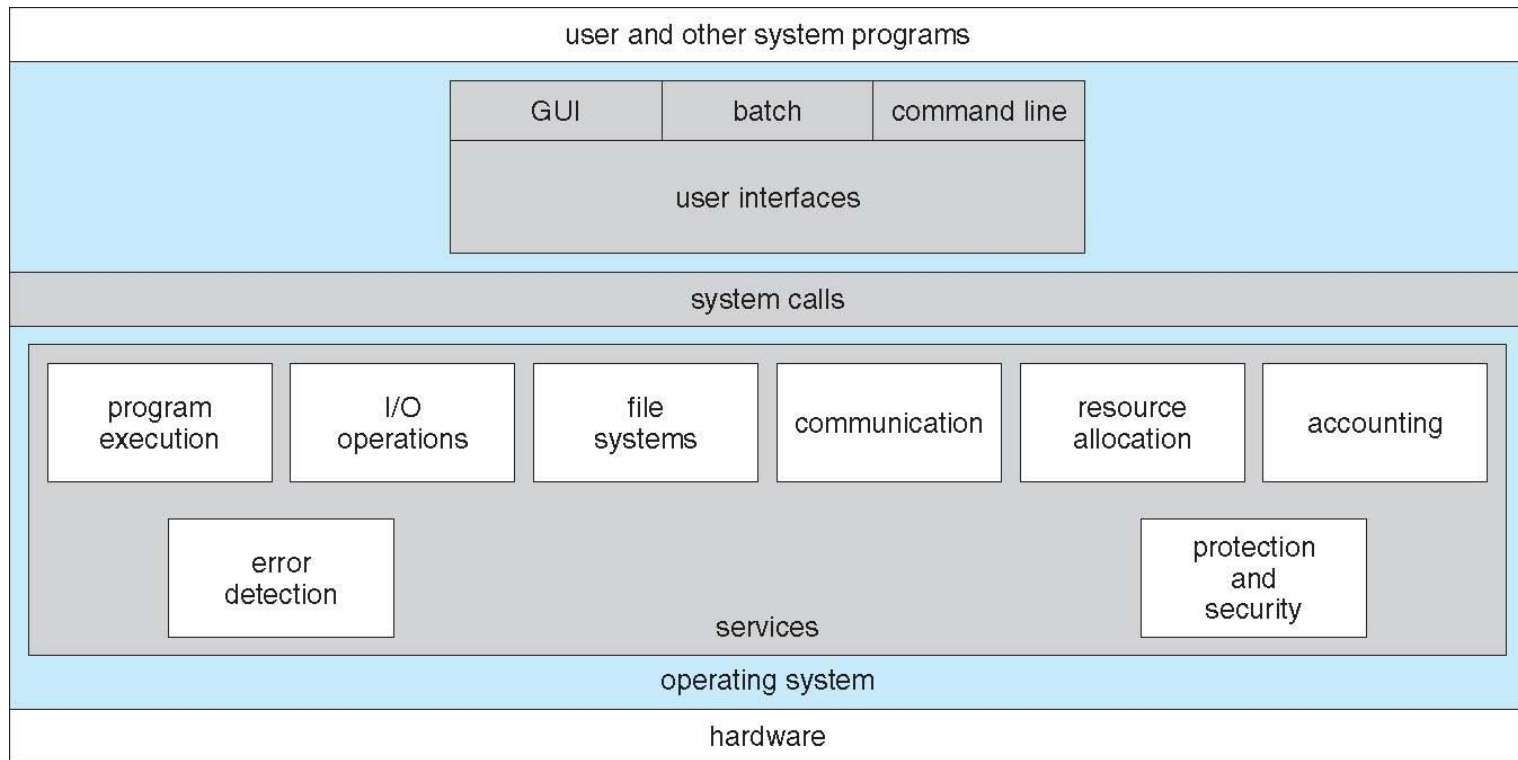 user and other system programs
GUI
batch
command line
user interfaces
system calls
program
execution
I/O
operations
file
systems
communication
resource
allocation
accounting
error
detection
protection
and
security
services
operating system
hardware